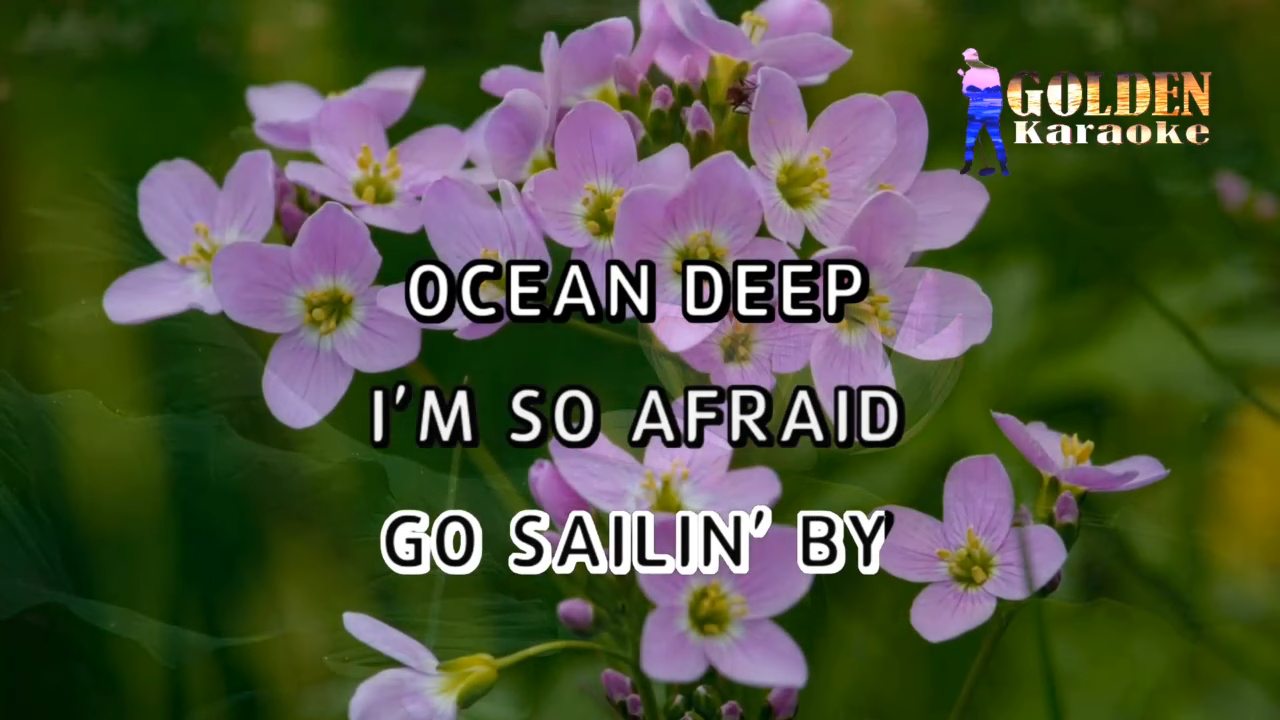 GOLDEN
Karaoke
OCEAN DEEP
I'M SO AFRAID
GO SAILIN' BY